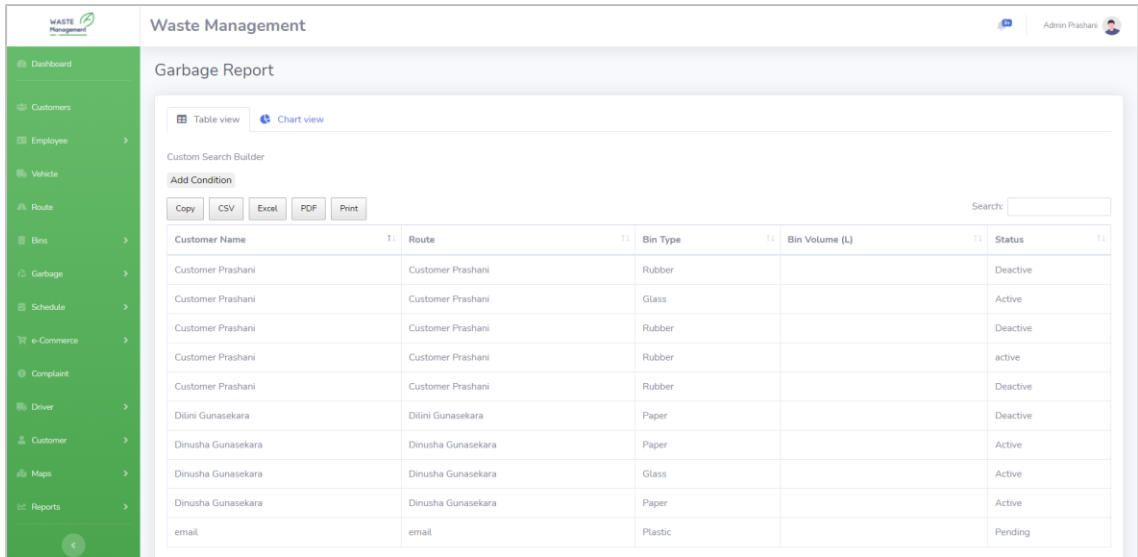 WASTE
Management
Waste Management
Admin Prashani
Dashboard
Customers
Employee
Vehicle
Route
Bins
Garbage
Schedule
e-Commerce
Complaint
Driver
Customer
Maps
Reports
Garbage Report
Table view Chart view
Custom Search Builder
Add Condition
Copy CSV Excel PDF Print Search:
Customer Name Route Bin Type Bin Volume (L) Status
Customer Prashani Customer Prashani Rubber Deactive
Customer Prashani Customer Prashani Glass Active
Customer Prashani Customer Prashani Rubber Deactive
Customer Prashani Customer Prashani Rubber active
Customer Prashani Customer Prashani Rubber Deactive
Dilini Gunasekara Dilini Gunasekara Paper Deactive
Dinusha Gunasekara Dinusha Gunasekara Paper Active
Dinusha Gunasekara Dinusha Gunasekara Glass Active
Dinusha Gunasekara Dinusha Gunasekara Paper Active
email email Plastic Pending